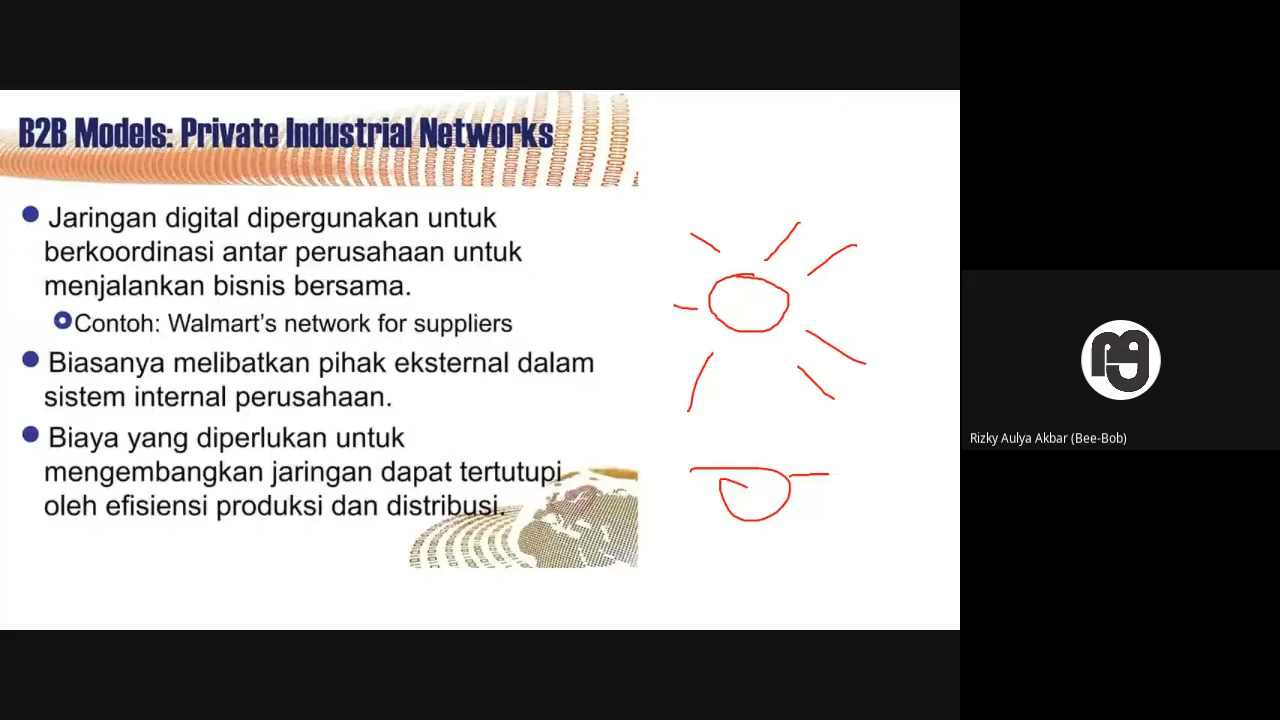 B2B Models: Private Industrial Networks
Jaringan digital dipergunakan untuk
berkoordinasi antar perusahaan untuk
menjalankan bisnis bersama.
Contoh: Walmart's network for suppliers
Biasanya melibatkan pihak eksternal dalam
sistem internal perusahaan.
Biaya yang diperlukan untuk
mengembangkan jaringan dapat tertutupi
oleh efisiensi produksi dan distribusi.
Rizky Aulya Akbar (Bee-Bob)